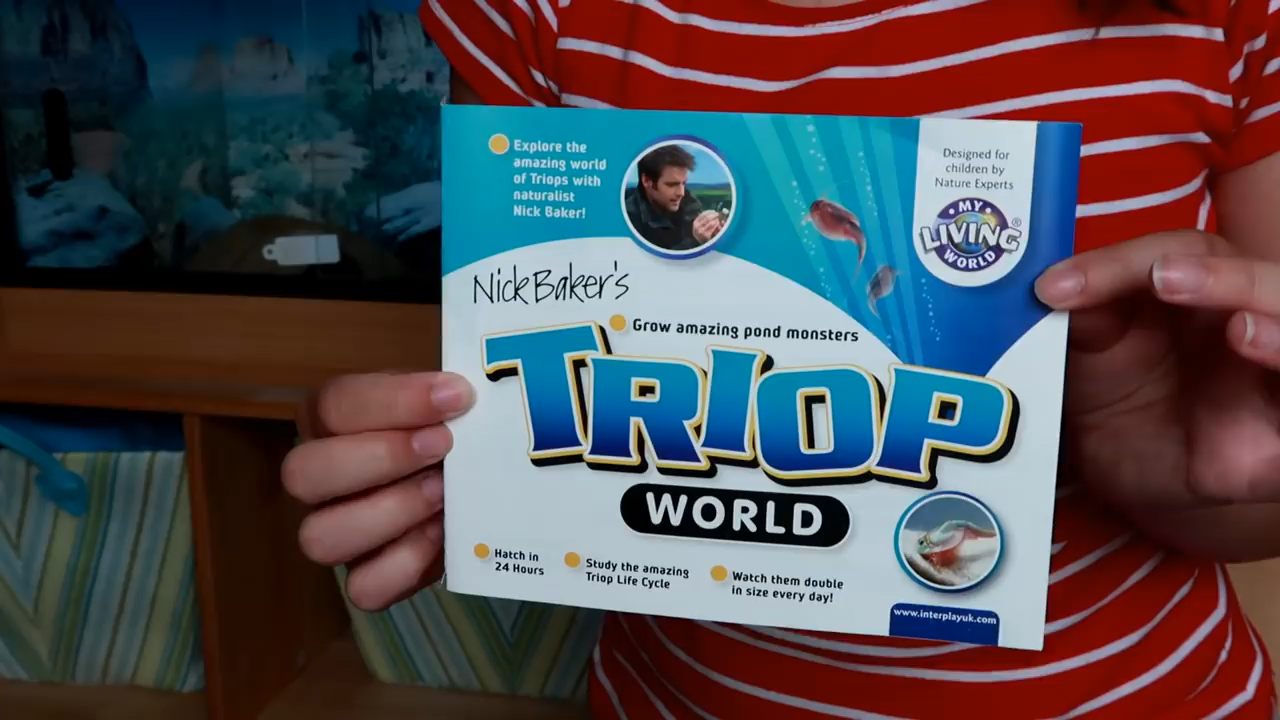 Explore the
amazing world
of Triops with
naturalist
Nick Baker!
Designed for
children by
Nature Experts
MY
LIVING®
WORLD
Nick Baker's
Grow amazing pond monsters
TRIOP
WORLD
Hatch in
24 Hours
Study the amazing
Triop Life Cycle
Watch them double
in size every day!
www.interplayuk.com